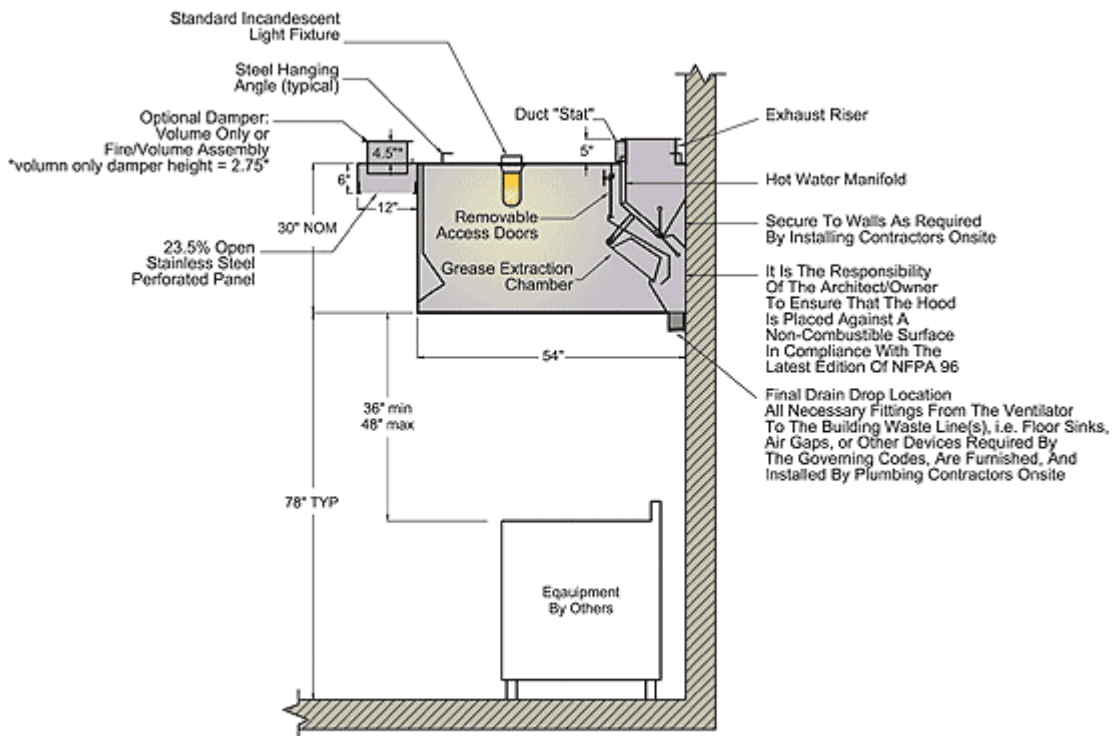 Standard Incandescent
Light Fixture
Steel Hanging
Angle (typical)
Optional Damper:
Volume Only or
Fire/Volume Assembly
*volumn only damper height = 2.75"
4.5"*
6"
12"
30" NOM
23.5% Open
Stainless Steel
Perforated Panel
Duct "Stat"
5"
Removable
Access Doors
Grease Extraction
Chamber
54"
36" min
48" max
78" TYP
Eqauipment
By Others
Exhaust Riser
Hot Water Manifold
Secure To Walls As Required
By Installing Contractors Onsite
It Is The Responsibility
Of The Architect/Owner
To Ensure That The Hood
Is Placed Against A
Non-Combustible Surface
In Compliance With The
Latest Edition Of NFPA 96
Final Drain Drop Location
All Necessary Fittings From The Ventilator
To The Building Waste Line(s), i.e. Floor Sinks,
Air Gaps, or Other Devices Required By
The Governing Codes, Are Furnished, And
Installed By Plumbing Contractors Onsite